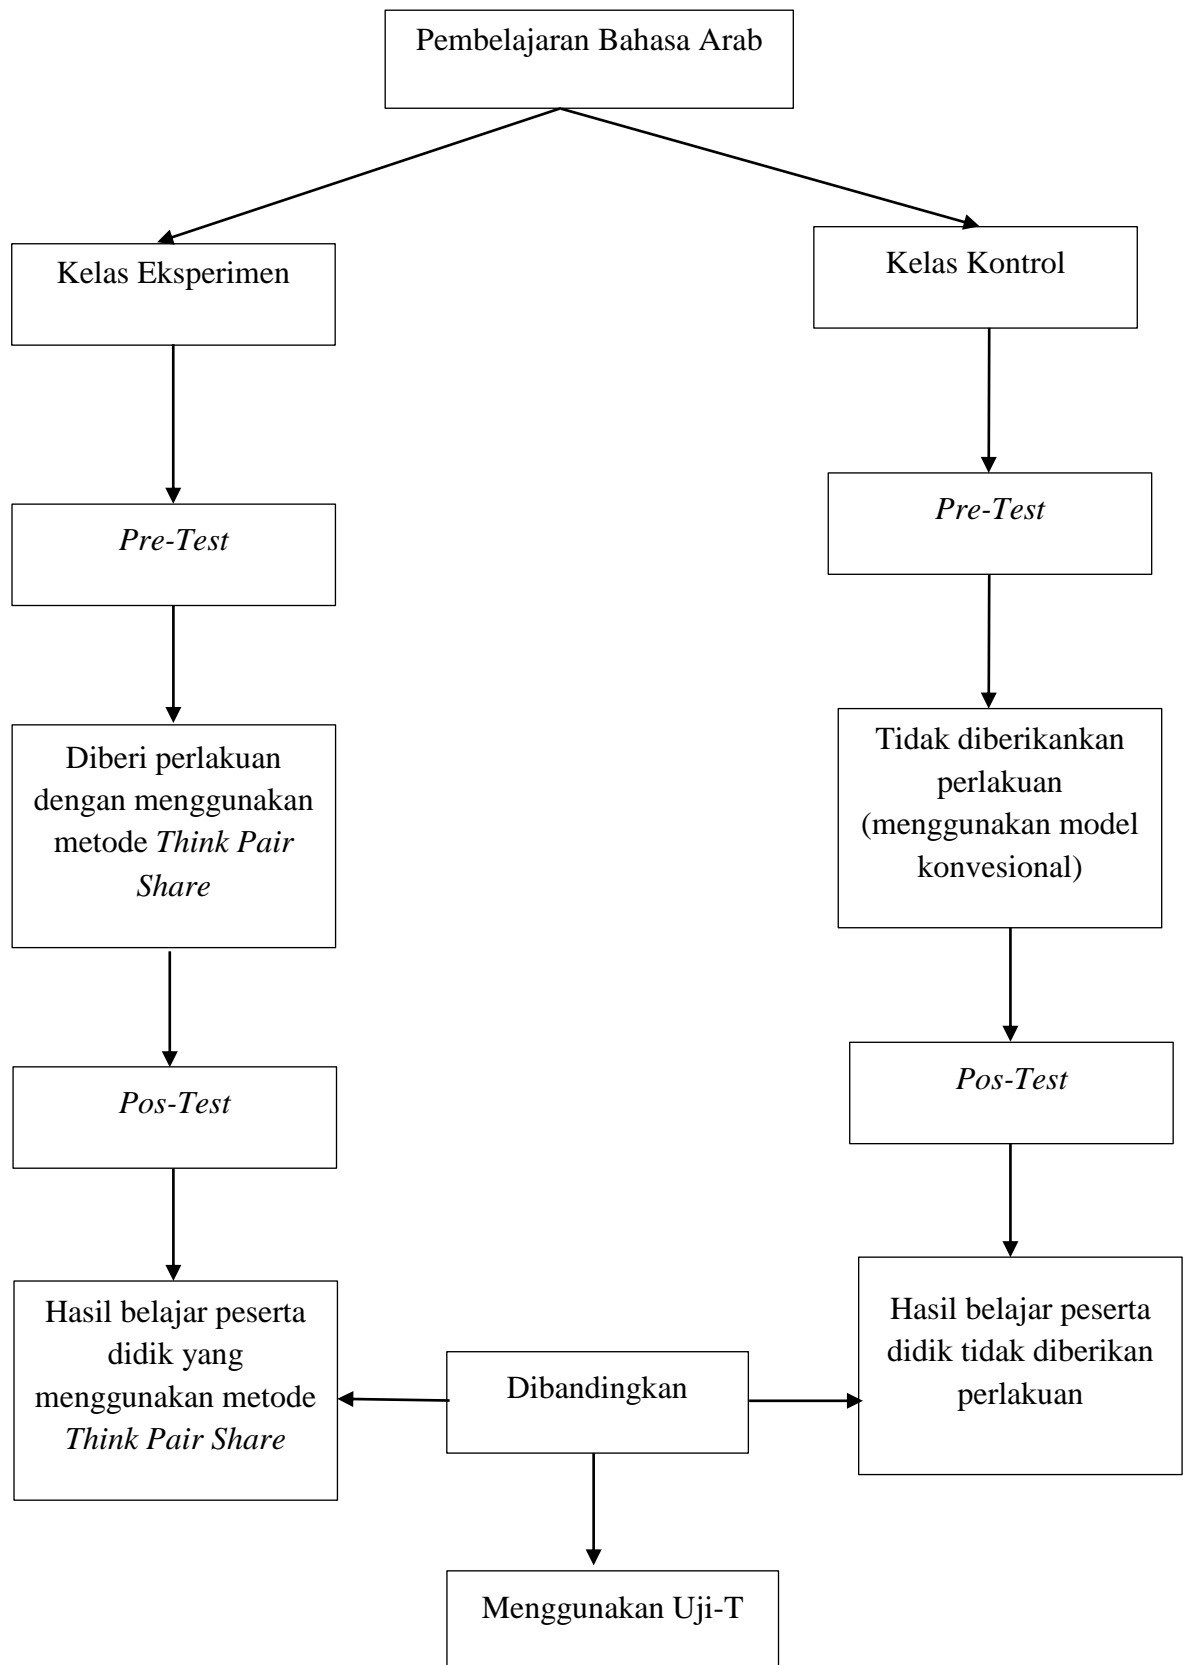 Pembelajaran Bahasa Arab
Kelas Eksperimen
Kelas Kontrol
Pre-Test
Pre-Test
Diberi perlakuan
dengan menggunakan
metode Think Pair
Share
Tidak diberikankan
perlakuan
(menggunakan model
konvesional)
Pos-Test
Pos-Test
Hasil belajar peserta
didik yang
menggunakan metode
Think Pair Share
Dibandingkan
Hasil belajar peserta
didik tidak diberikan
perlakuan
Menggunakan Uji-T